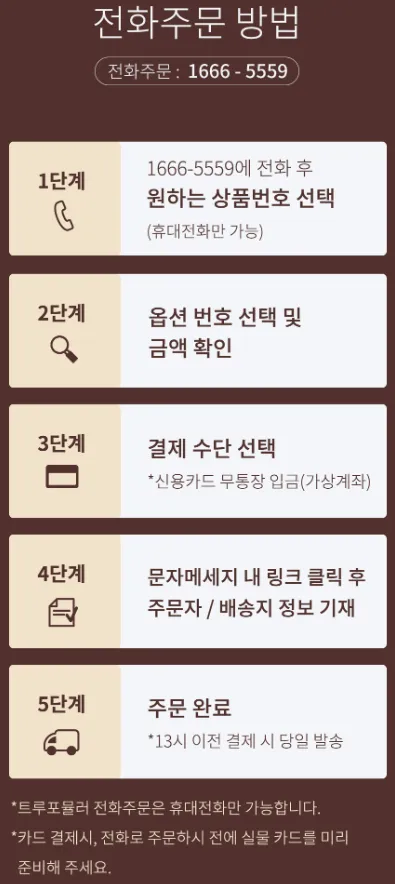 전화주문 방법
전화주문 : 1666 - 5559
1단계
1666-5559에 전화 후
원하는 상품번호 선택
(휴대전화만 가능)
2단계
옵션 번호 선택 및
금액 확인
3단계
결제 수단 선택
*신용카드 무통장 입금(가상계좌)
4단계
문자메세지 내 링크 클릭 후
주문자 / 배송지 정보 기재
5단계
주문 완료
*13시 이전 결제 시 당일 발송
*트루포뮬러 전화주문은 휴대전화만 가능합니다.
*카드 결제시, 전화로 주문하시 전에 실물 카드를 미리
준비해 주세요.